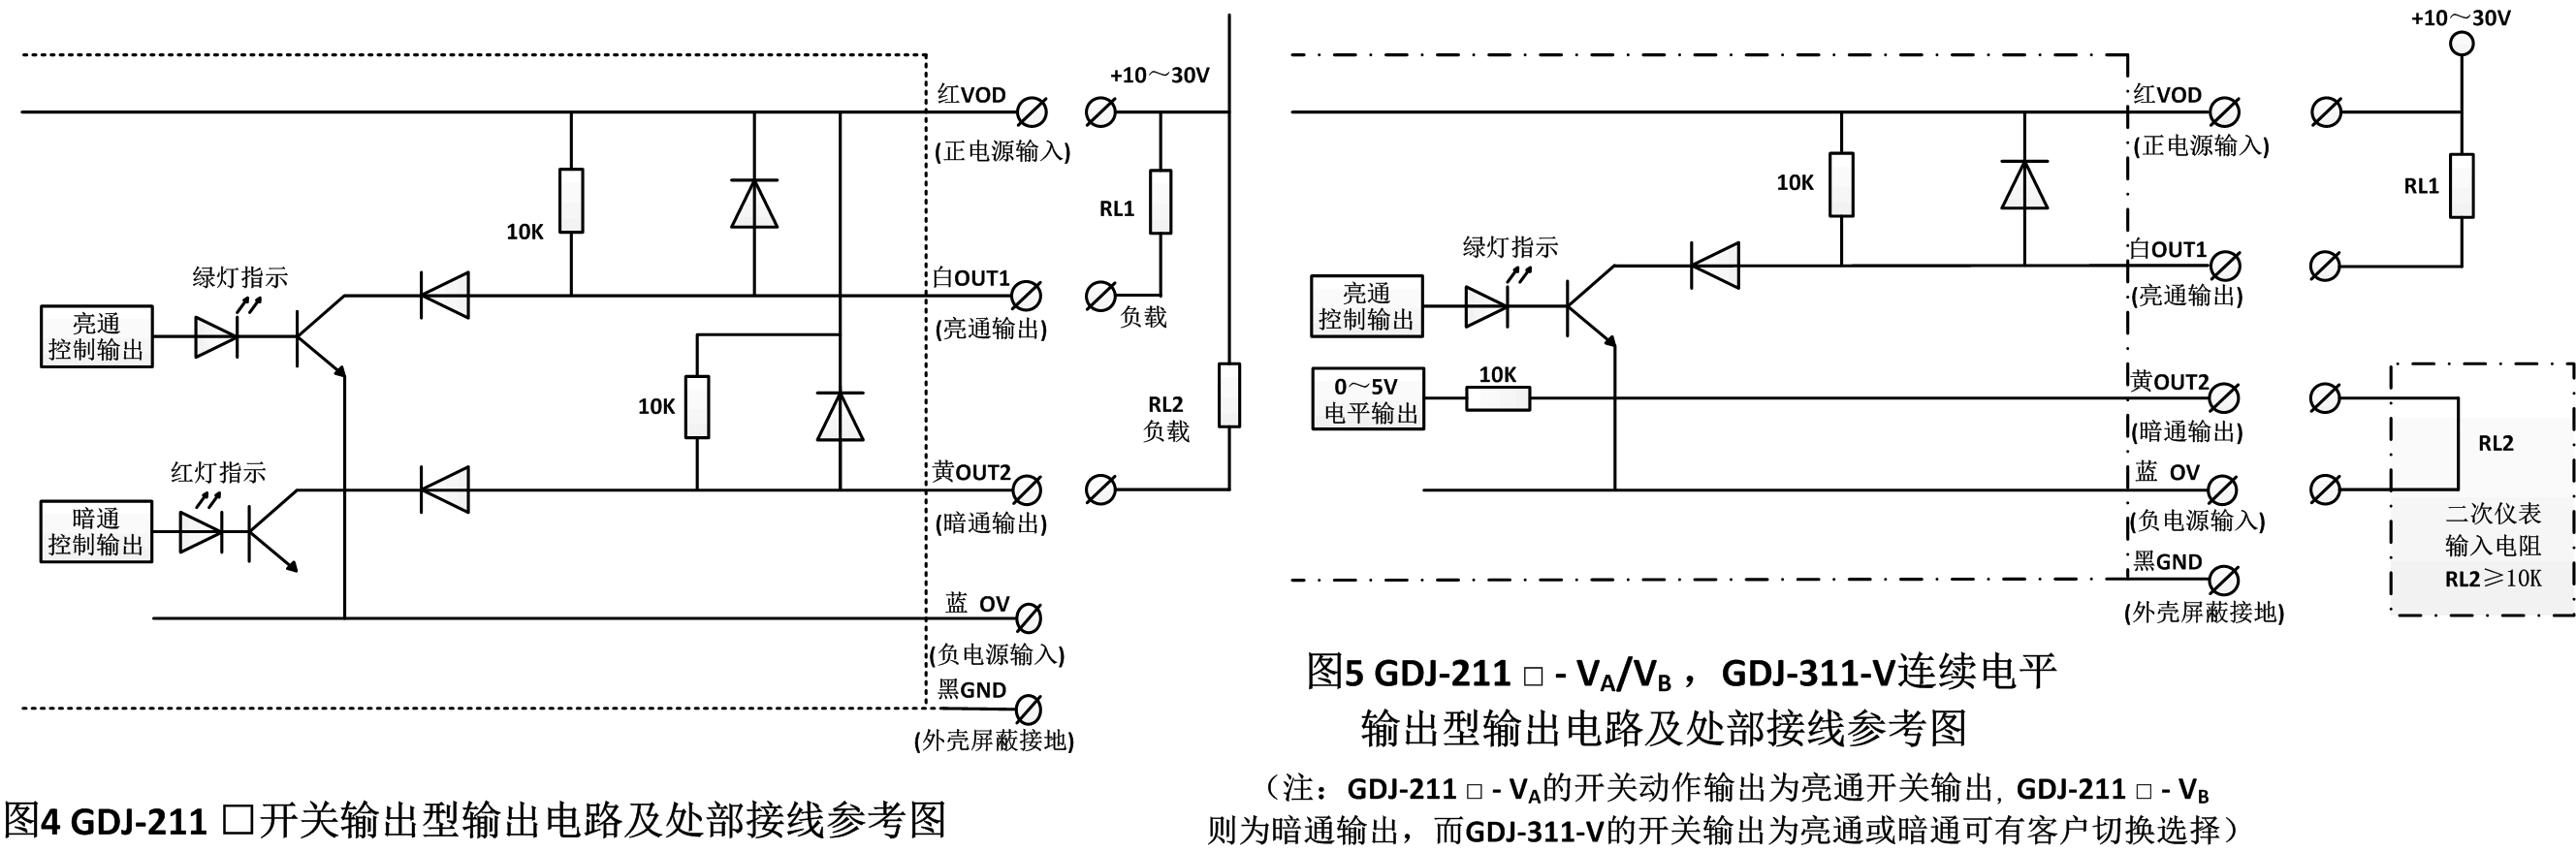 红VOD
(正电源输入)
+10～30V
10K
RL1
绿灯指示
白OUT1
(亮通输出)
负载
亮通
控制输出
10K
RL2
负载
红灯指示
黄OUT2
(暗通输出)
暗通
控制输出
蓝 OV
(负电源输入)
黑GND
(外壳屏蔽接地)
图4 GDJ-211 □开关输出型输出电路及处部接线参考图
+10～30V
红VOD
(正电源输入)
10K
RL1
绿灯指示
白OUT1
(亮通输出)
亮通
控制输出
0～5V
电平输出
10K
黄OUT2
(暗通输出)
蓝 OV
(负电源输入)
黑GND
(外壳屏蔽接地)
RL2
二次仪表
输入电阻
RL2≥10K
图5 GDJ-211 □ - VA/VB ，GDJ-311-V连续电平
输出型输出电路及处部接线参考图
（注：GDJ-211 □ - VA的开关动作输出为亮通开关输出, GDJ-211 □ - VB
则为暗通输出，而GDJ-311-V的开关输出为亮通或暗通可有客户切换选择）